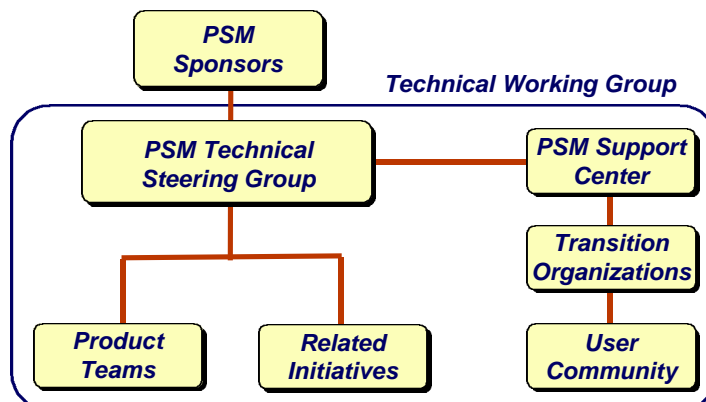 PSM
Sponsors
Technical Working Group
PSM Technical
Steering Group
PSM Support
Center
Transition
Organizations
Product
Teams
Related
Initiatives
User
Community